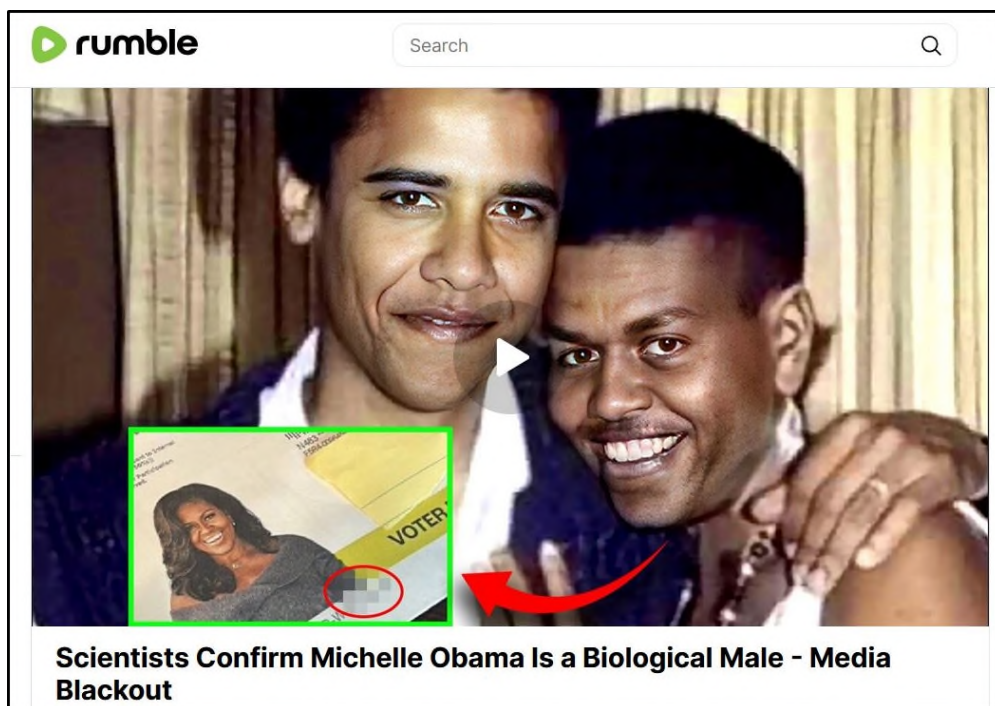 rumble
Search
VOTER
Scientists Confirm Michelle Obama Is a Biological Male - Media
Blackout